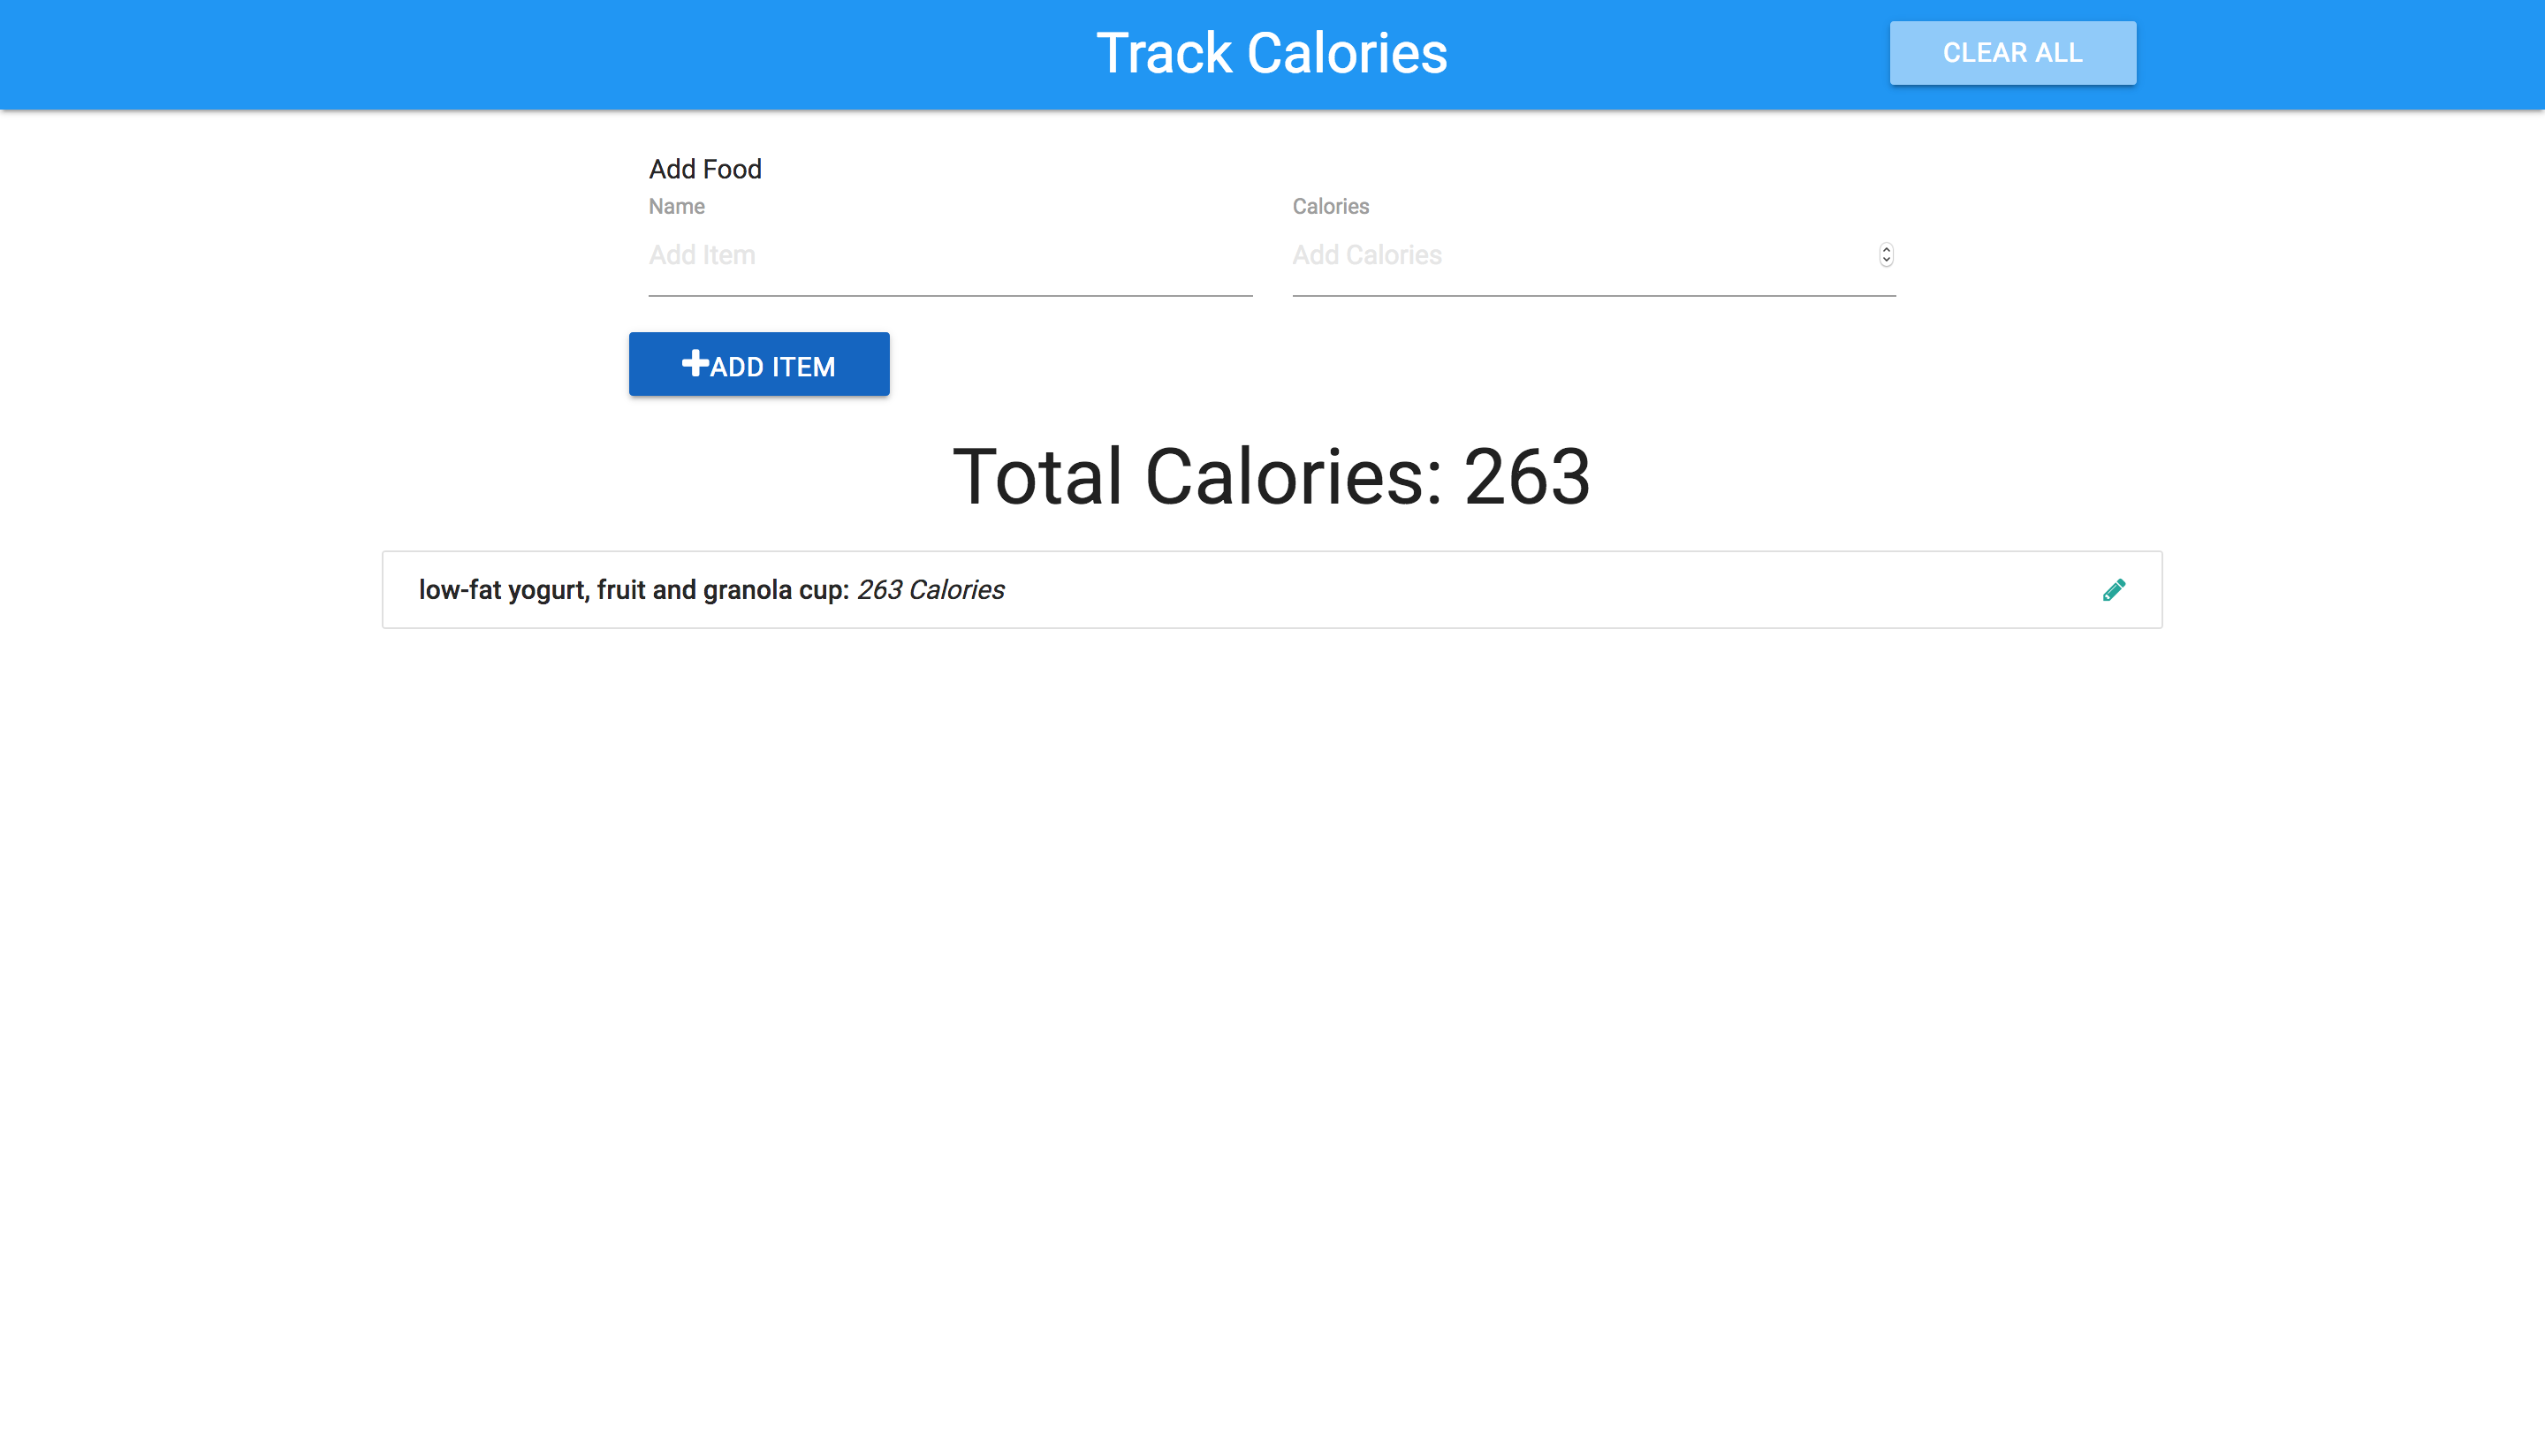 Track Calories
CLEAR ALL
Add Food
Name
Calories
Add Item
Add Calories
ADD ITEM
Total Calories: 263
low-fat yogurt, fruit and granola cup: 263 Calories